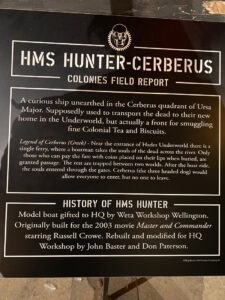 HMS HUNTER-CERBERUS
COLONIES FIELD REPORT
A curious ship unearthed in the Cerberus quadrant of Ursa
Major. Supposedly used to transport the dead to their new
home in the Underworld, but actually a front for smuggling
fine Colonial Tea and Biscuits.
Legend of Cerberus (Greek) - Near the entrance of Hades Underworld there is a
single ferry, where a boatman takes the souls of the dead across the river. Only
those who can pay the fare with coins placed on their lips when buried, are
granted passage. The rest are trapped between two worlds. After the boat ride,
the souls entered through the gates. Cerberus (the three headed dog) would
allow everyone to enter, but no one to leave.
HISTORY OF HMS HUNTER
Model boat gifted to HQ by Weta Workshop Wellington.
Originally built for the 2003 movie Master and Commander
starring Russell Crowe. Rebuilt and modified for HQ
Workshop by John Baster and Don Paterson.